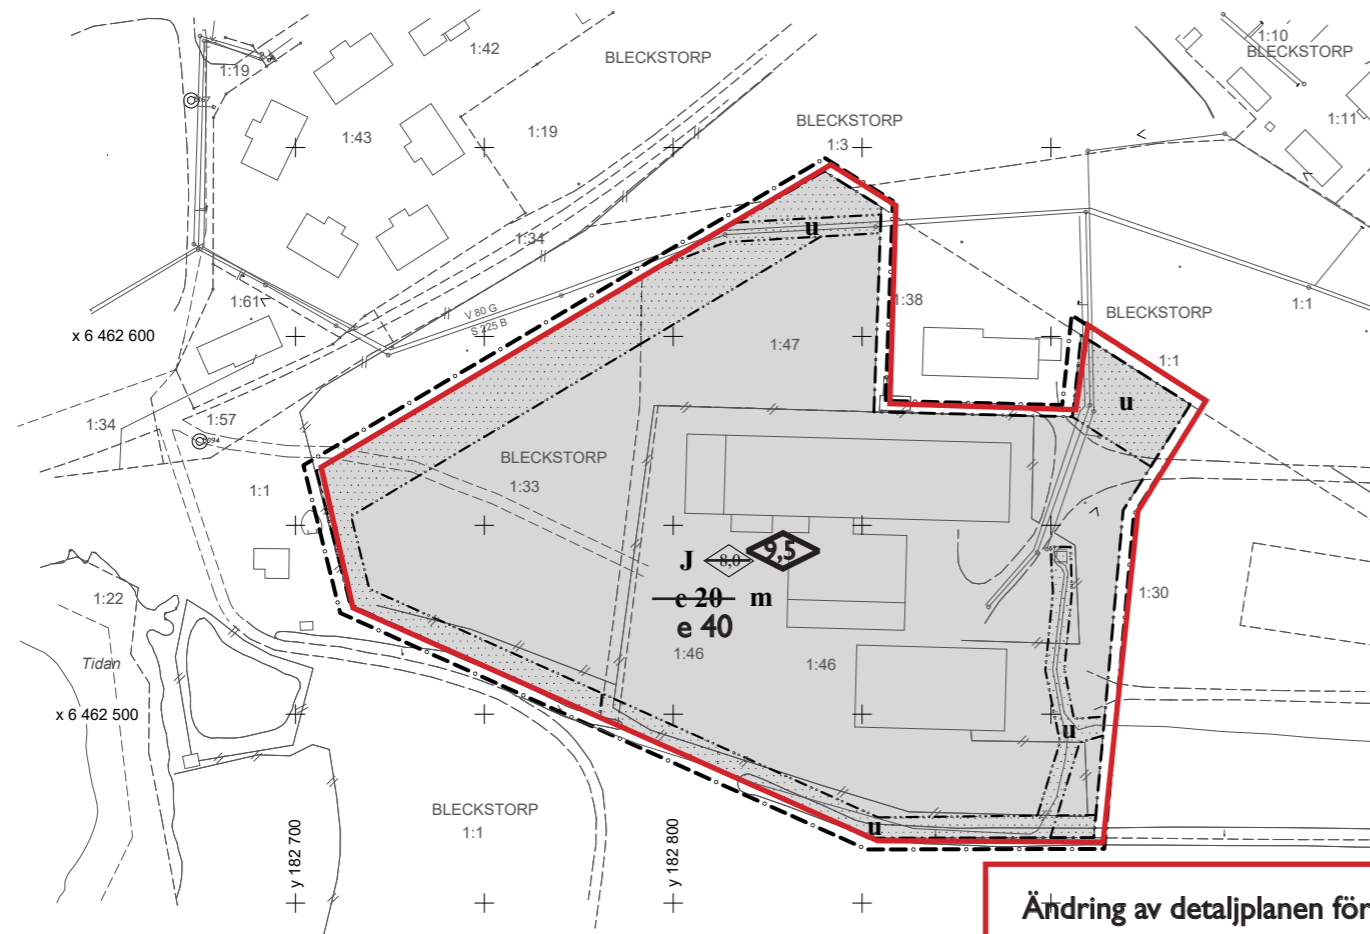 1:42
BLECKSTORP
1:10
BLECKSTORP
1:19
1:43
1:19
BLECKSTORP
1:3
1:11
1:34
u
1:61
V 80 G
S 225 B
1:38
1:1
BLECKSTORP
x 6 462 600
1:47
1:1
1:34
1:57
u
BLECKSTORP
1:33
1:1
J 8,0 9,5
e 20 m
e 40
1:30
1:22
Tidan
1:46
1:46
x 6 462 500
u
BLECKSTORP
1:1
u
y 182 700
y 182 800
Ändring av detaljplanen för